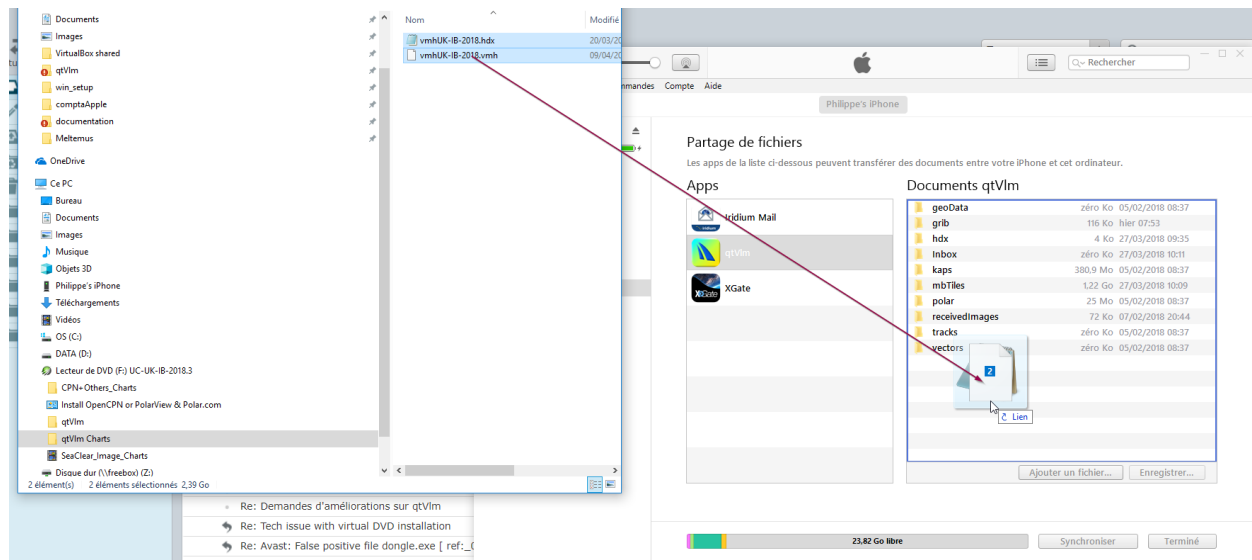 Documents
Images
VirtualBox shared
qtVlm
win_setup
comptaApple
documentation
Meltemus
OneDrive
Ce PC
Bureau
Documents
Images
Musique
Objets 3D
Philippe's iPhone
Téléchargements
Vidéos
OS (C:)
DATA (D:)
Lecteur de DVD (F:) UC-UK-IB-2018.3
CPN+Others_Charts
Install OpenCPN or PolarView & Polar.com
qtVlm
qtVlm Charts
SeaClear_Image_Charts
Disque dur (\\freebox) (Z:)
2 élément(s) 2 éléments sélectionnés 2,39 Go
Nom Modifié
vmhUK-IB-2018.hdx 20/03/20
vmhUK-IB-2018.vmh 09/04/20
Re: Demandes d'améliorations sur qtVlm
Re: Tech issue with virtual DVD installation
Re: Avast: False positive file dongle.exe [ ref:_0
Rechercher
mmandes Compte Aide
Philippe's iPhone
Partage de fichiers
Les apps de la liste ci-dessous peuvent transférer des documents entre votre iPhone et cet ordinateur.
Apps
Iridium Mail
qtVlm
XGate
XGate
Documents qtVlm
geoData zéro Ko 05/02/2018 08:37
grib 116 Ko hier 07:53
hdx 4 Ko 27/03/2018 09:35
Inbox zéro Ko 27/03/2018 10:11
kaps 380,9 Mo 05/02/2018 08:37
mbTiles 1,22 Go 27/03/2018 10:09
polar 25 Mo 05/02/2018 08:37
receivedImages 72 Ko 07/02/2018 20:44
tracks zéro Ko 05/02/2018 08:37
vectors zéro Ko 05/02/2018 08:37
2
Lien
Ajouter un fichier... Enregistrer...
23,82 Go libre
Synchroniser Terminé